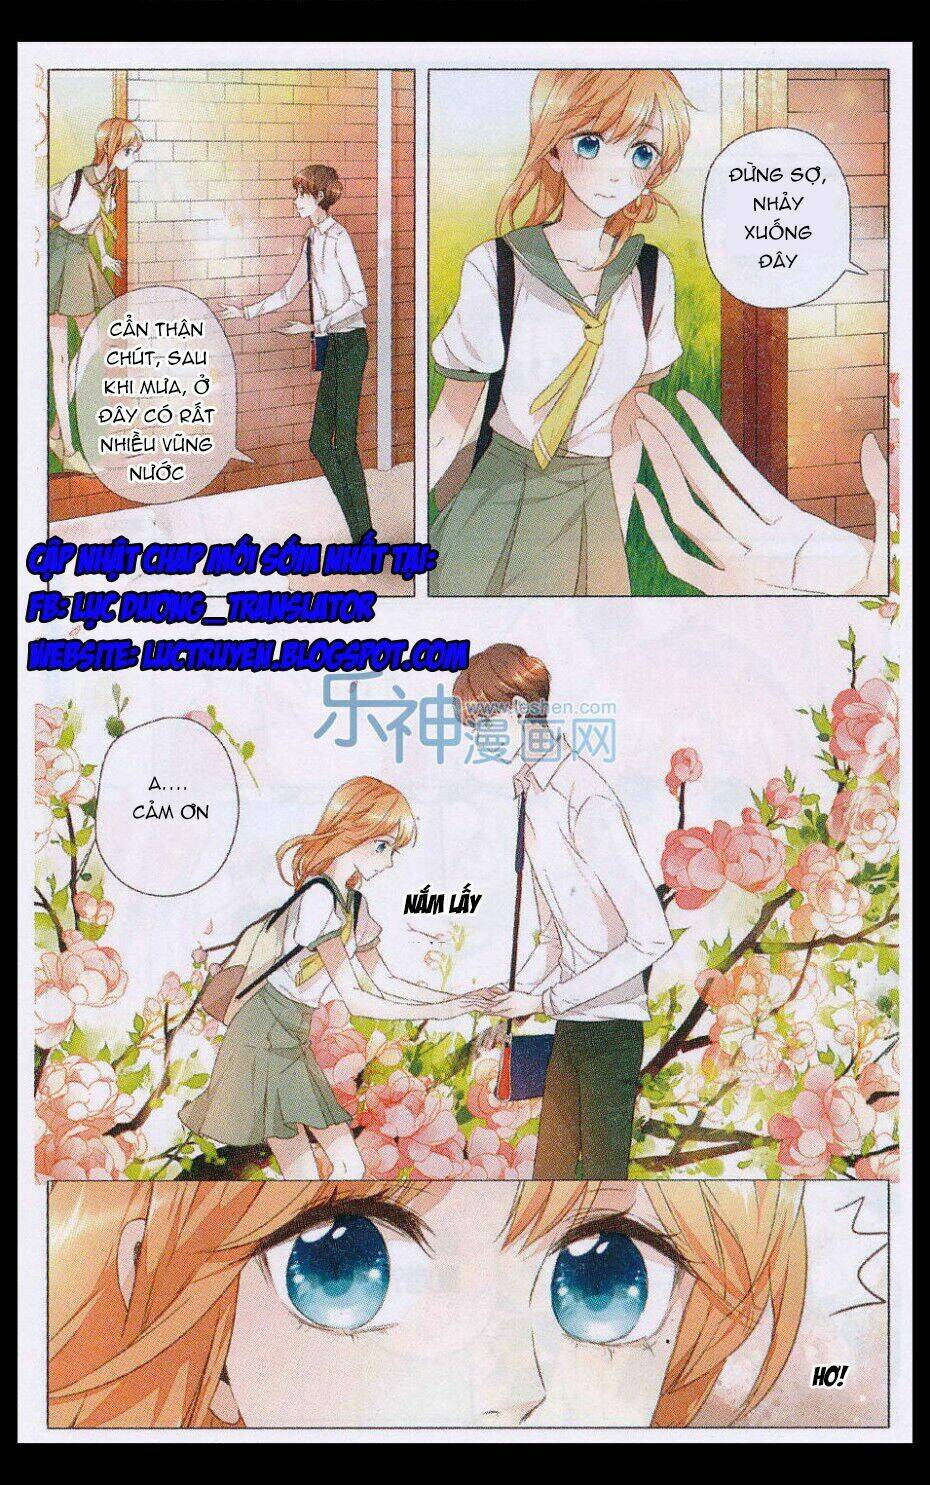 CẨN THẬN
CHÚT, SAU
KHI MƯA, Ở
ĐÂY CÓ RẤT
NHIỀU VŨNG
NƯỚC
ĐỪNG SỢ,
NHẢY
XUỐNG
ĐÂY
CẬP NHẬT CHAP MỚI SỚM NHẤT TẠI:
FB: LỤC DƯƠNG_TRANSLATOR
WEBSITE: LUCTRUYEN.BLOGSPOT.COM
乐神漫画网
www.leshen.com
A....
CẢM ƠN
NẮM LẤY
HƠ!